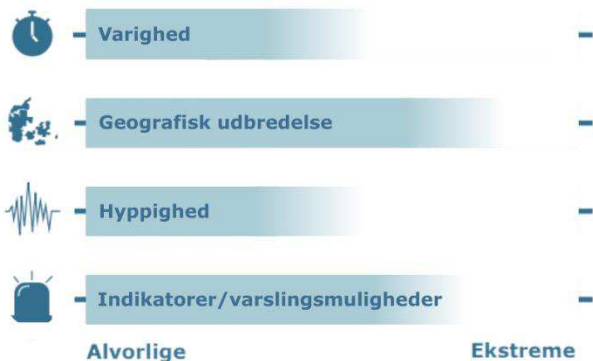 Varighed
Geografisk udbredelse
Hyppighed
Indikatorer/varslingsmuligheder
Alvorlige Ekstreme